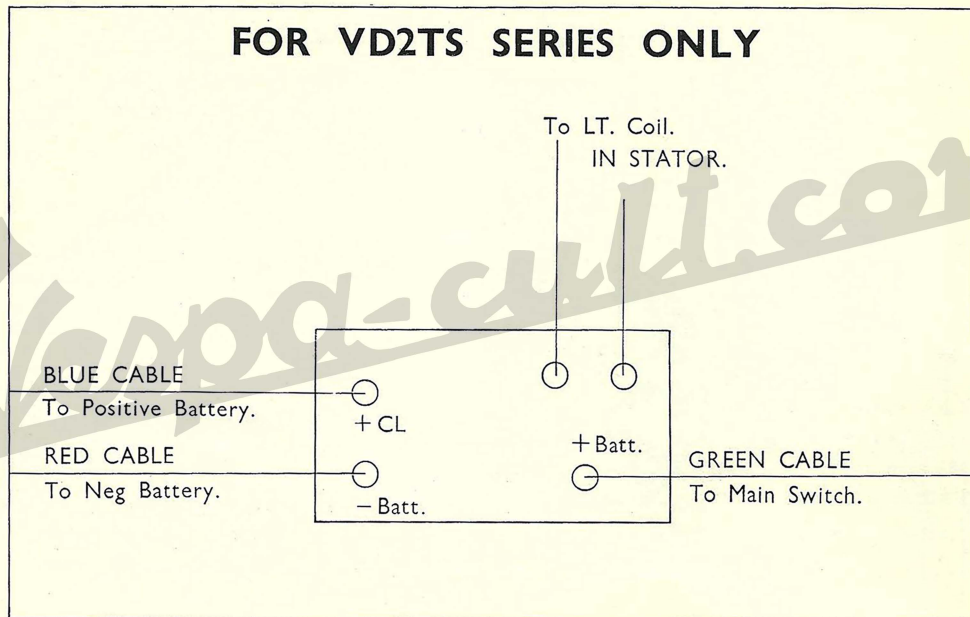 FOR VD2TS SERIES ONLY
To LT. Coil.
IN STATOR.
Vespa-cult.com
BLUE CABLE
To Positive Battery.
+ CL
RED CABLE
To Neg Battery.
− Batt.
+ Batt.
GREEN CABLE
To Main Switch.